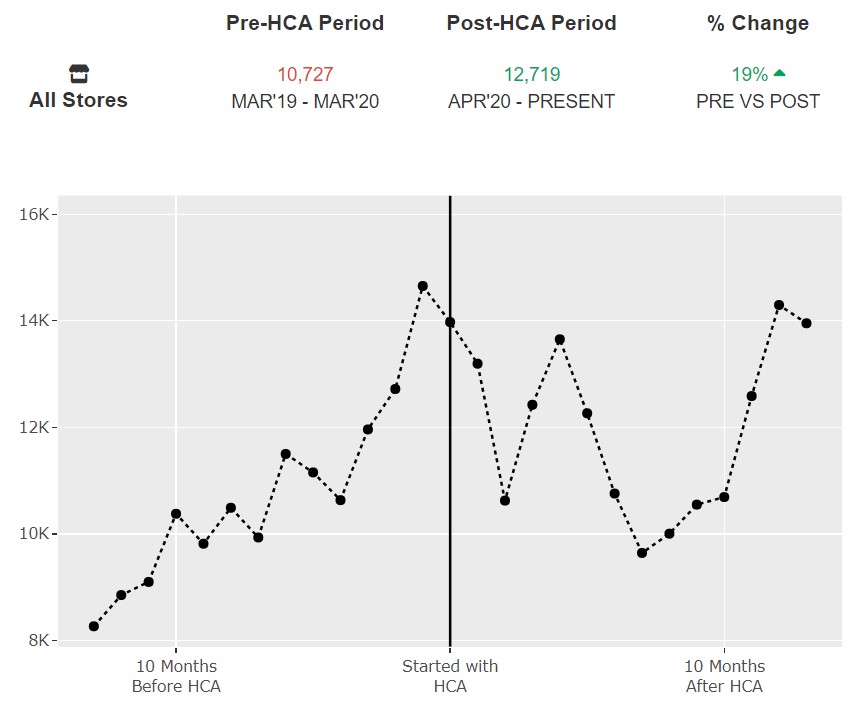 Pre-HCA Period Post-HCA Period % Change
10,727 12,719 19%
All Stores MAR'19 - MAR'20 APR'20 - PRESENT PRE VS POST
16K
14K
12K
10K
8K
10 Months Started with 10 Months
Before HCA HCA After HCA